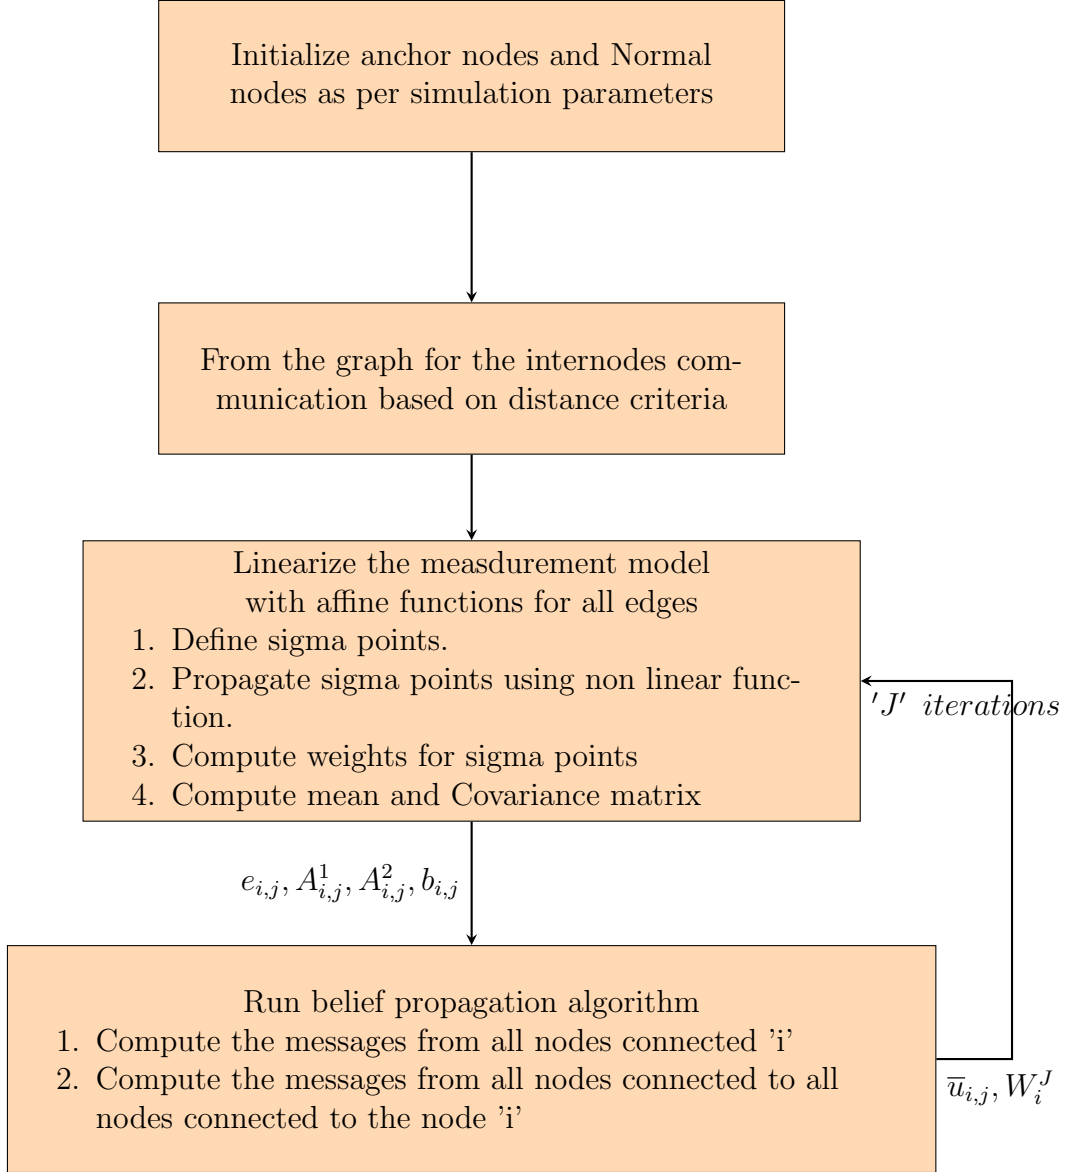 Initialize anchor nodes and Normal
nodes as per simulation parameters
From the graph for the internodes com-
munication based on distance criteria
Linearize the measdurement model
with affine functions for all edges
1. Define sigma points.
2. Propagate sigma points using non linear func-
tion.
3. Compute weights for sigma points
4. Compute mean and Covariance matrix
′J′ iterations
e_{i,j}, A^1_{i,j}, A^2_{i,j}, b_{i,j}
Run belief propagation algorithm
1. Compute the messages from all nodes connected ’i’
2. Compute the messages from all nodes connected to all
nodes connected to the node ’i’
\overline{u}_{i,j}, W_i^J